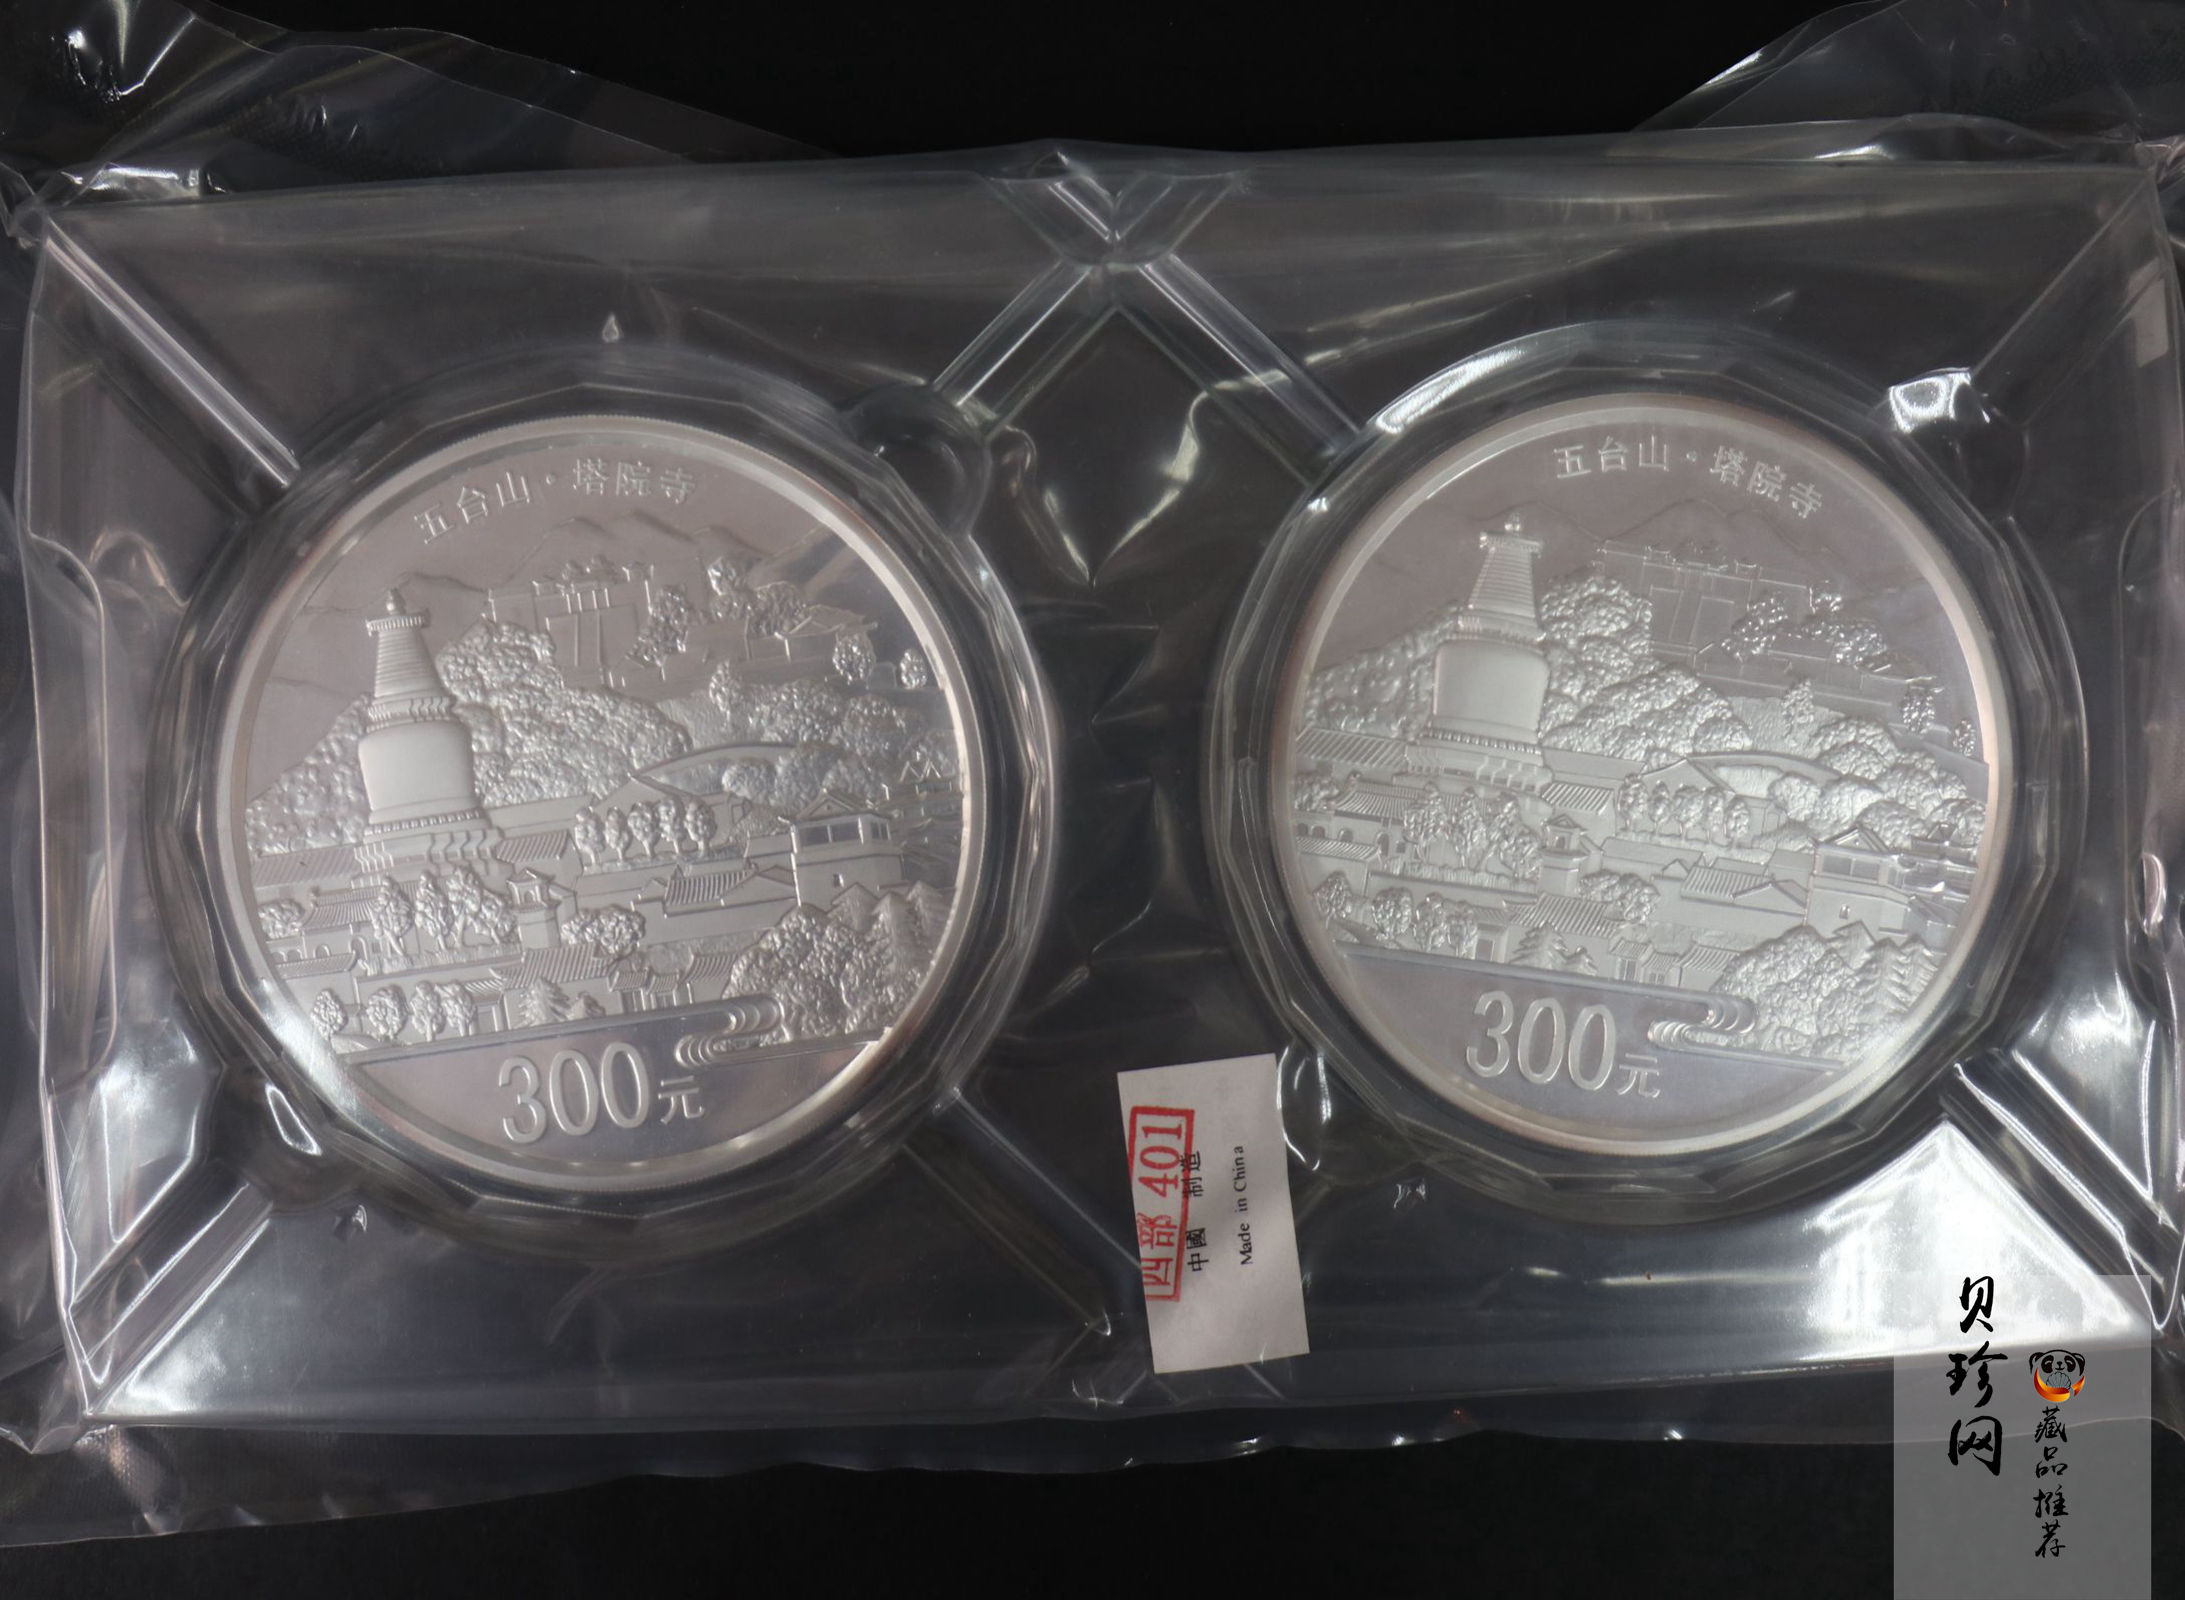 五台山·塔院寺
300元
五台山·塔院寺
300元
四部 401
中國 制造
Made in China
贝珍网
藏品推荐